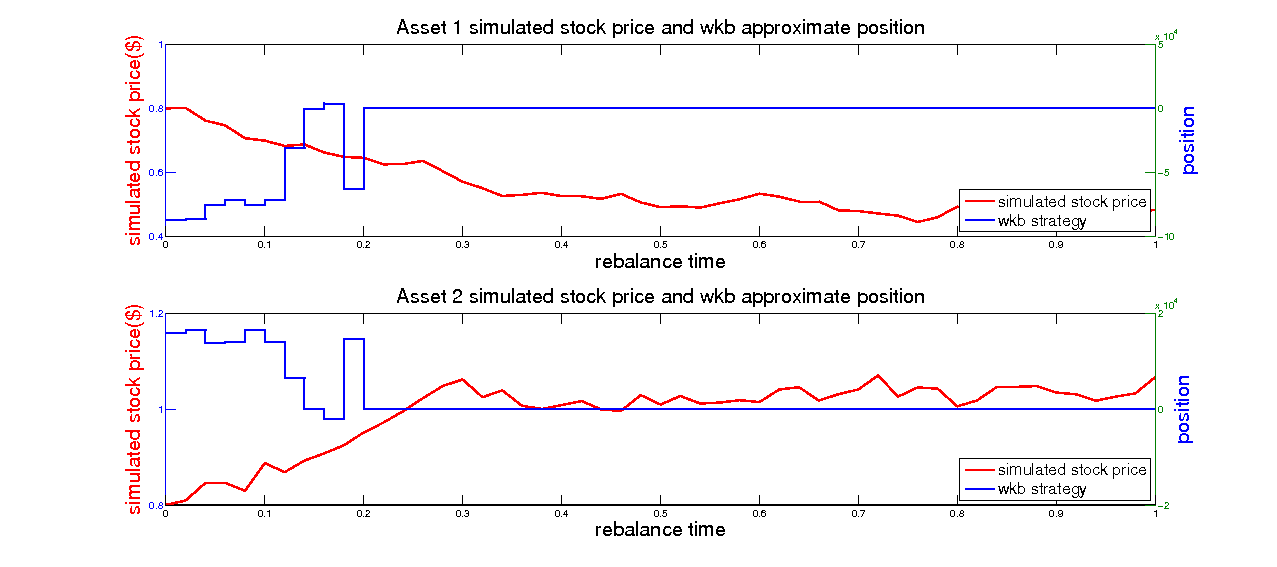 Asset 1 simulated stock price and wkb approximate position
x 10^4
simulated stock price($)
1
0.8
0.6
0.4
5
0
-5
-10
position
simulated stock price
wkb strategy
0 0.1 0.2 0.3 0.4 0.5 0.6 0.7 0.8 0.9 1
rebalance time
Asset 2 simulated stock price and wkb approximate position
x 10^4
simulated stock price($)
1.2
1
0.8
2
0
-2
position
simulated stock price
wkb strategy
0 0.1 0.2 0.3 0.4 0.5 0.6 0.7 0.8 0.9 1
rebalance time